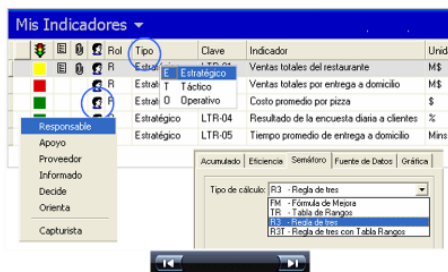 Mis Indicadores
Rol Tipo Clave Indicador Unid
R Estratégico Ventas totales del restaurante M$
R Ventas totales por entrega a domicilio M$
R Costo promedio por pizza $
Estratégico LTR-04 Resultado de la encuesta diaria a clientes %
Estratégico LTR-05 Tiempo promedio de entrega a domicilio Mins
E Estratégico
T Táctico
O Operativo
Responsable
Apoyo
Proveedor
Informado
Decide
Orienta
Capturista
Acumulado Eficiencia Semáforo Fuente de Datos Gráfica
Tipo de cálculo: R3 - Regla de tres
FM - Fórmula de Mejora
TR - Tabla de Rangos
R3 - Regla de tres
R3T - Regla de tres con Tabla Rangos